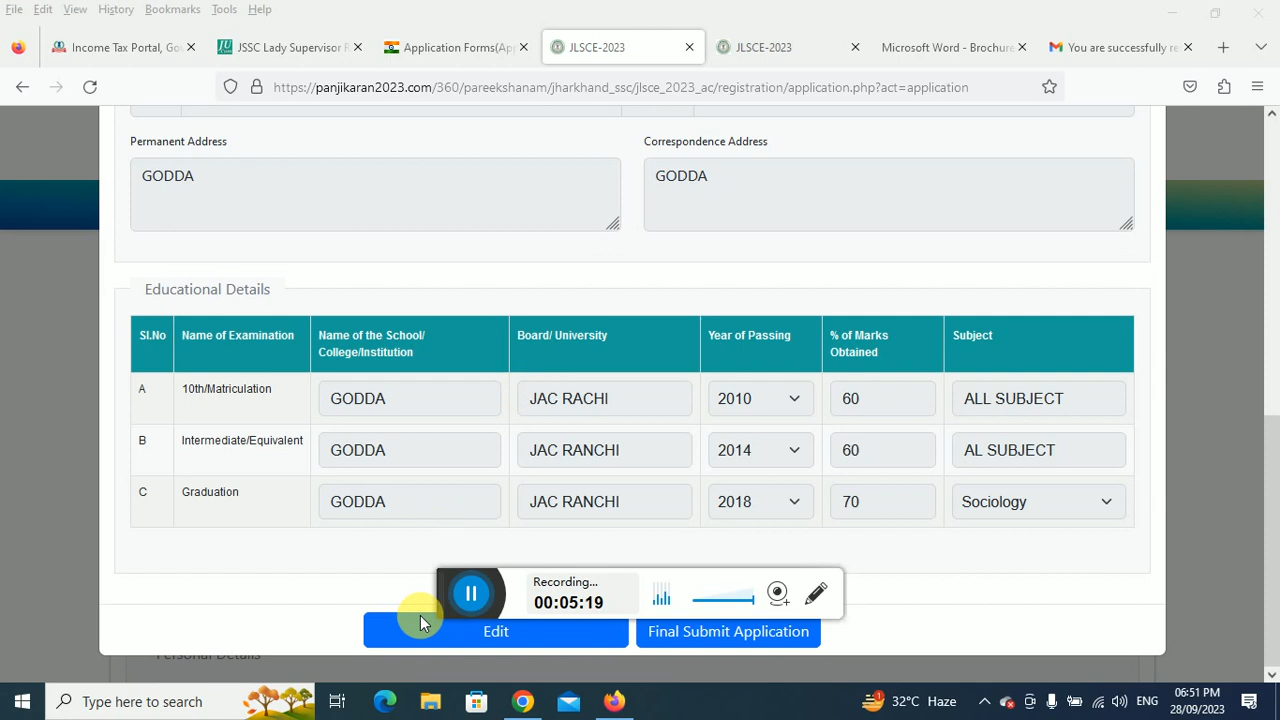 File Edit View History Bookmarks Tools Help
Income Tax Portal, Go
JSSC Lady Supervisor R
Application Forms(Ap
JLSCE-2023
JLSCE-2023
Microsoft Word - Brochure
You are successfully re
https://panjikaran2023.com/360/pareekshanam/jharkhand_ssc/jlsce_2023_ac/registration/application.php?act=application
Permanent Address
Correspondence Address
GODDA
GODDA
Educational Details
Sl.No
Name of Examination
Name of the School/
College/Institution
Board/ University
Year of Passing
% of Marks
Obtained
Subject
A 10th/Matriculation GODDA JAC RACHI 2010 60 ALL SUBJECT
B Intermediate/Equivalent GODDA JAC RANCHI 2014 60 AL SUBJECT
C Graduation GODDA JAC RANCHI 2018 70 Sociology
Recording...
00:05:19
Edit
Final Submit Application
Type here to search
1
32°C Haze
ENG
06:51 PM
28/09/2023